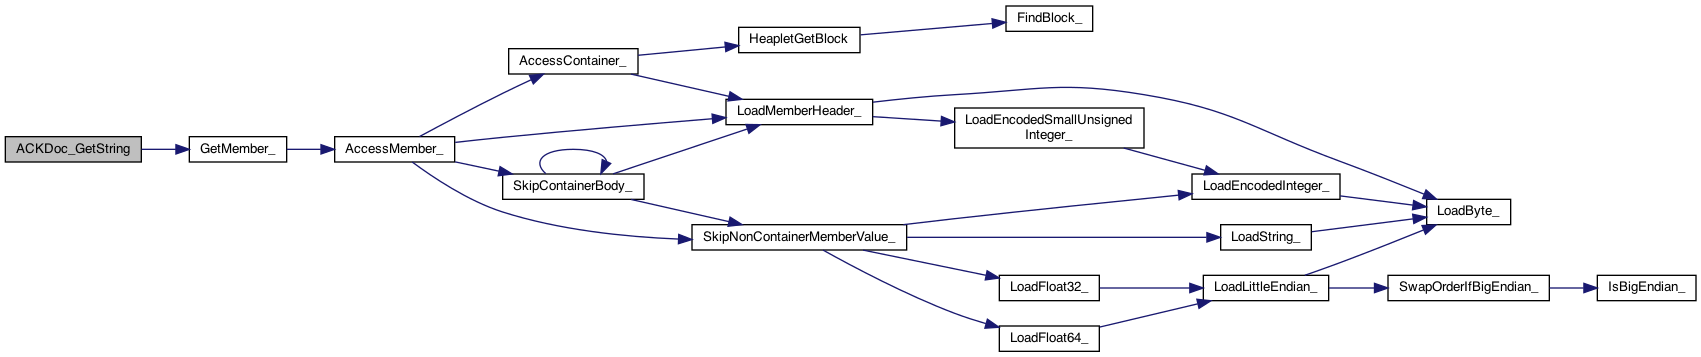 ACKDoc_GetString
GetMember_
AccessMember_
AccessContainer_
HeapletGetBlock
FindBlock_
LoadMemberHeader_
LoadEncodedSmallUnsigned
Integer_
SkipContainerBody_
LoadEncodedInteger_
LoadByte_
SkipNonContainerMemberValue_
LoadString_
LoadFloat32_
LoadLittleEndian_
SwapOrderIfBigEndian_
IsBigEndian_
LoadFloat64_